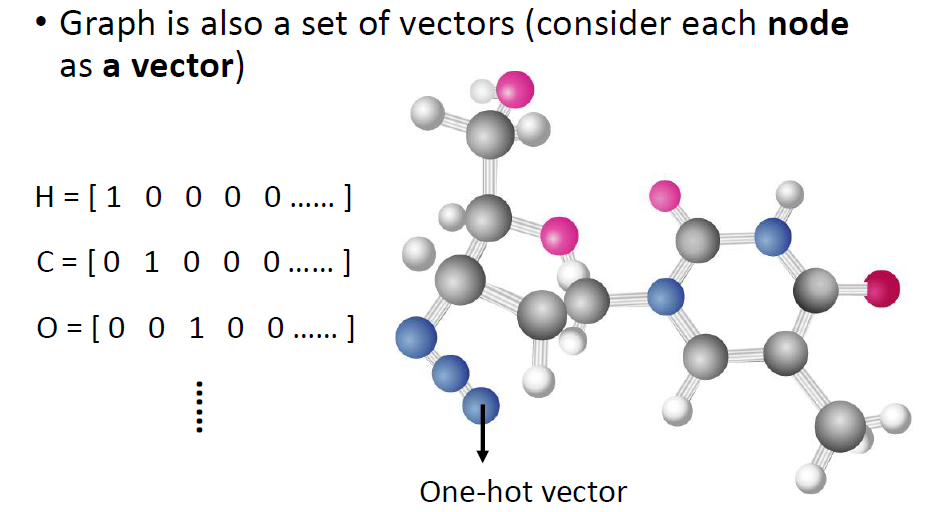 • Graph is also a set of vectors (consider each node
as a vector)
H = [ 1 0 0 0 0 ...... ]
C = [ 0 1 0 0 0 ...... ]
O = [ 0 0 1 0 0 ...... ]
......
One-hot vector